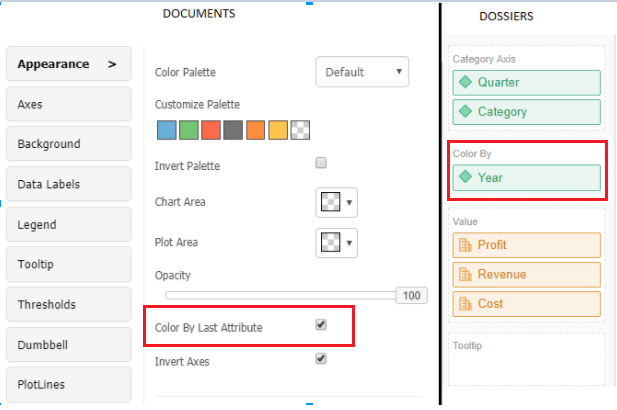 DOCUMENTS
Appearance >
Axes
Background
Data Labels
Legend
Tooltip
Thresholds
Dumbbell
PlotLines
Color Palette
Default
Customize Palette
Invert Palette
Chart Area
Plot Area
Opacity
100
Color By Last Attribute
Invert Axes
DOSSIERS
Category Axis
Quarter
Category
Color By
Year
Value
Profit
Revenue
Cost
Tooltip